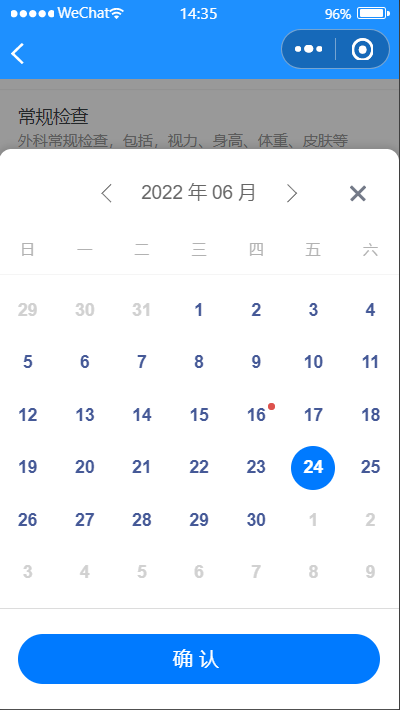 WeChat 14:35 96%
常规检查
外科常规检查，包括，视力、身高、体重、皮肤等
2022 年 06 月
日 一 二 三 四 五 六
29 30 31 1 2 3 4
5 6 7 8 9 10 11
12 13 14 15 16 17 18
19 20 21 22 23 24 25
26 27 28 29 30 1 2
3 4 5 6 7 8 9
确 认